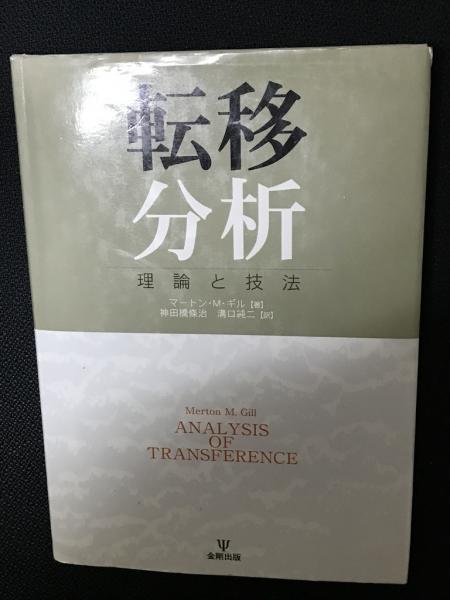 転移
分析
理論と技法
マートン・M・ギル【著】
神田橋條治 溝口純二【訳】
Merton M. Gill
ANALYSIS
OF
TRANSFERENCE
Ψ
金剛出版